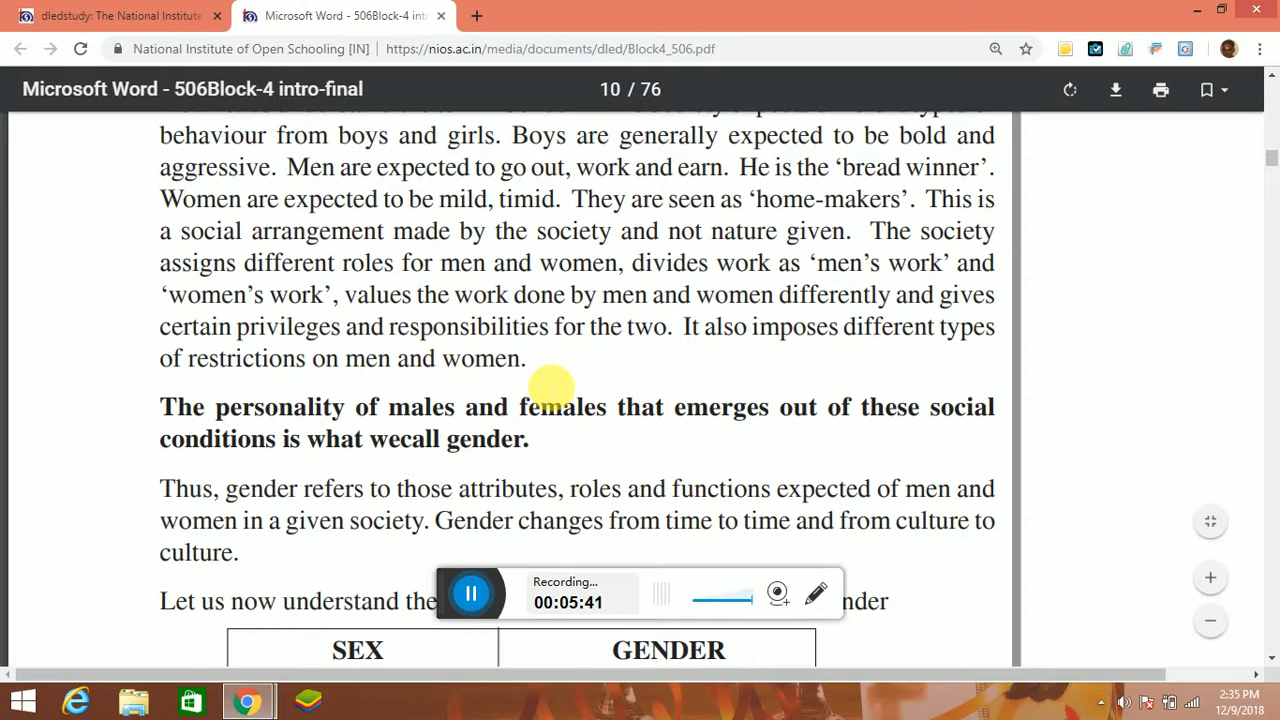 dledstudy: The National Institute
Microsoft Word - 506Block-4 intr
National Institute of Open Schooling [IN]
https://nios.ac.in/media/documents/dled/Block4_506.pdf
Microsoft Word - 506Block-4 intro-final
10 / 76
behaviour from boys and girls. Boys are generally expected to be bold and
aggressive. Men are expected to go out, work and earn. He is the ‘bread winner’.
Women are expected to be mild, timid. They are seen as ‘home-makers’. This is
a social arrangement made by the society and not nature given. The society
assigns different roles for men and women, divides work as ‘men’s work’ and
‘women’s work’, values the work done by men and women differently and gives
certain privileges and responsibilities for the two. It also imposes different types
of restrictions on men and women.
The personality of males and females that emerges out of these social
conditions is what wecall gender.
Thus, gender refers to those attributes, roles and functions expected of men and
women in a given society. Gender changes from time to time and from culture to
culture.
Let us now understand the
nder
Recording...
00:05:41
SEX GENDER
2:35 PM
12/9/2018